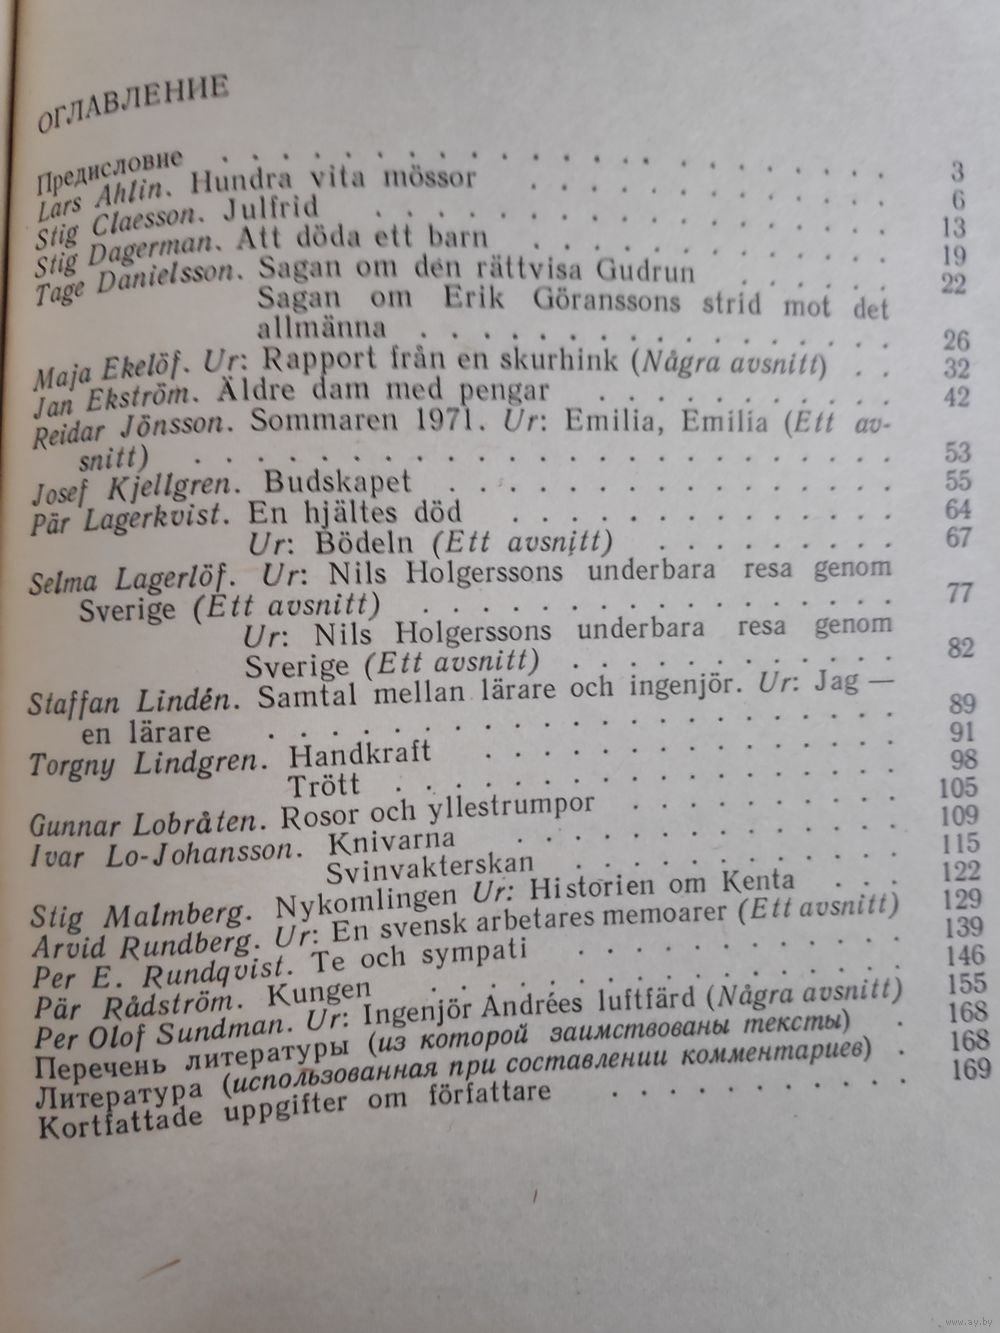 ОГЛАВЛЕНИЕ
Предисловие . . . . . . . . . . . . . . . . . . 3
Lars Ahlin. Hundra vita mössor . . . . . . . . . . 6
Stig Claesson. Julfrid . . . . . . . . . . . . . . 13
Stig Dagerman. Att döda ett barn . . . . . . . . . 19
Tage Danielsson. Sagan om den rättvisa Gudrun . . . . . . 22
Sagan om Erik Göranssons strid mot det
allmänna . . . . . . . . . . . . . . . 26
Maja Ekelöf. Ur: Rapport från en skurhink (Några avsnitt) . . 32
Jan Ekström. Äldre dam med pengar . . . . . . . . . 42
Reidar Jönsson. Sommaren 1971. Ur: Emilia, Emilia (Ett av-
snitt) . . . . . . . . . . . . . . . . . . . 53
Josef Kjellgren. Budskapet . . . . . . . . . . . . 55
Pär Lagerkvist. En hjältes död . . . . . . . . . . 64
Ur: Bödeln (Ett avsnitt) . . . . . . . . 67
Selma Lagerlöf. Ur: Nils Holgerssons underbara resa genom
Sverige (Ett avsnitt) . . . . . . . . . . . . . 77
Ur: Nils Holgerssons underbara resa genom
Sverige (Ett avsnitt) . . . . . . . . . . 82
Staffan Lindén. Samtal mellan lärare och ingenjör. Ur: Jag —
en lärare . . . . . . . . . . . . . . . . . 89
Torgny Lindgren. Handkraft . . . . . . . . . . . . 91
Trött . . . . . . . . . . . . . . 98
Gunnar Lobråten. Rosor och yllestrumpor . . . . . . . . 105
Ivar Lo-Johansson. Knivarna . . . . . . . . . . . 109
Svinvakterskan . . . . . . . . . 115
Stig Malmberg. Nykomlingen Ur: Historien om Kenta . . . 122
Arvid Rundberg. Ur: En svensk arbetares memoarer (Ett avsnitt) 129
Per E. Rundqvist. Te och sympati . . . . . . . . . 139
Pär Rådström. Kungen . . . . . . . . . . . . . 146
Per Olof Sundman. Ur: Ingenjör Andrées luftfärd (Några avsnitt) 155
Перечень литературы (из которой заимствованы тексты) . 168
Литература (использованная при составлении комментариев) . 168
Kortfattade uppgifter om författare . . . . . . . . . . 169
www.ay.by